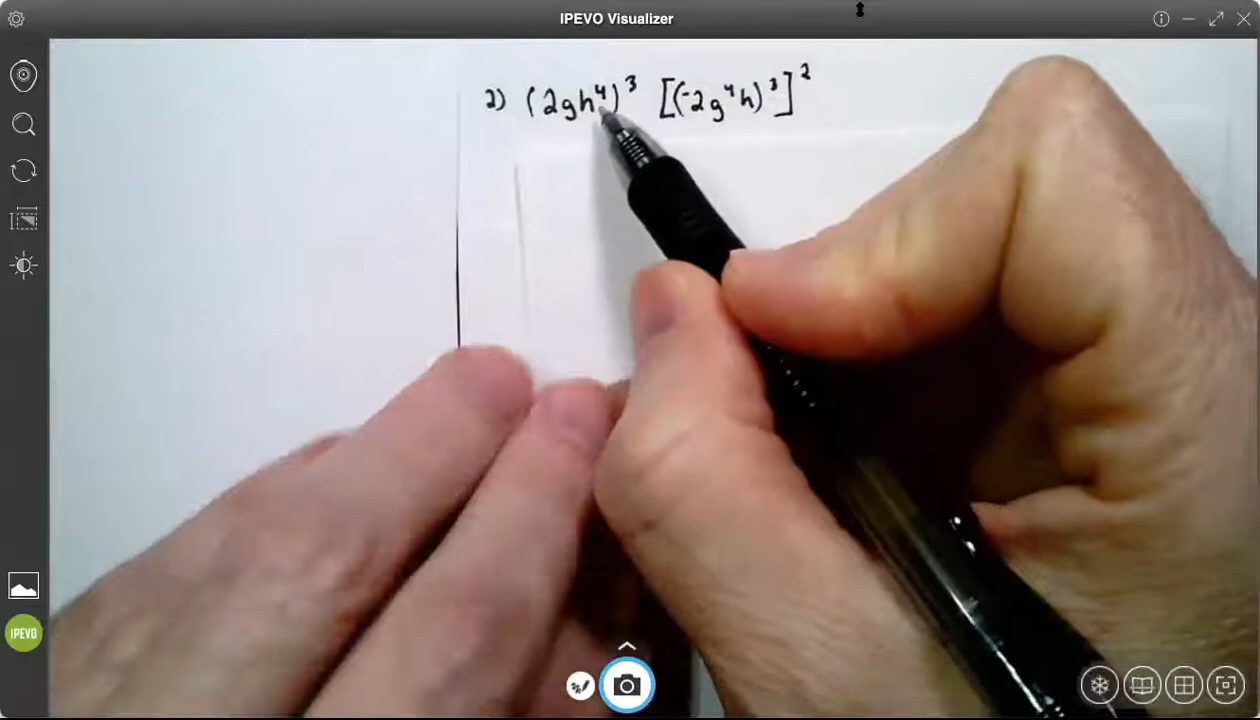 IPEVO Visualizer
2) (2gh⁴)³ [(-2g⁴h)³]²
IPEVO